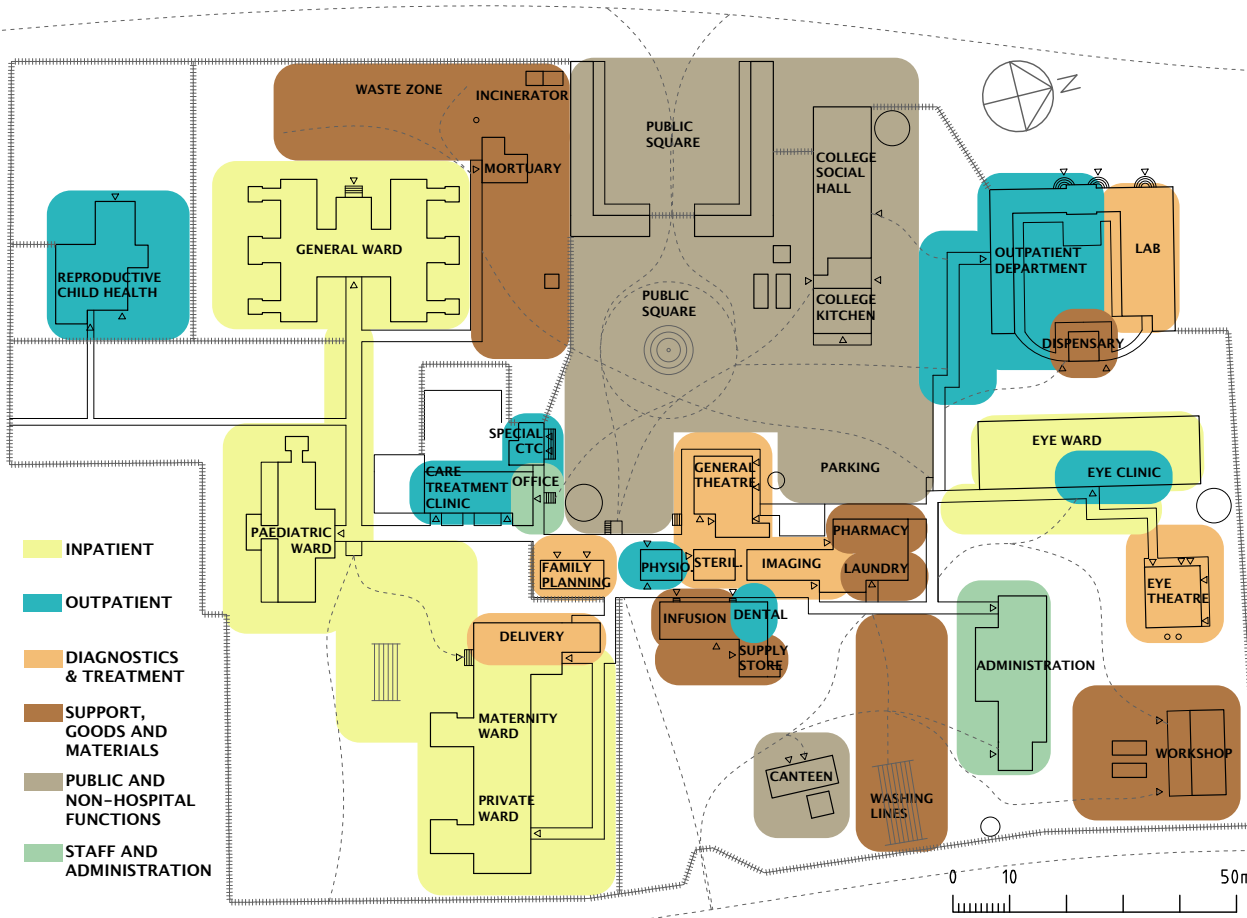 WASTE ZONE
INCINERATOR
MORTUARY
PUBLIC
SQUARE
COLLEGE
SOCIAL
HALL
N
GENERAL WARD
REPRODUCTIVE
CHILD HEALTH
PUBLIC
SQUARE
COLLEGE
KITCHEN
OUTPATIENT
DEPARTMENT
LAB
DISPENSARY
SPECIAL
CTC
CARE
TREATMENT
CLINIC
OFFICE
GENERAL
THEATRE
PARKING
EYE WARD
EYE CLINIC
PAEDIATRIC
WARD
FAMILY
PLANNING
PHYSIO.
STERIL.
IMAGING
PHARMACY
LAUNDRY
EYE
THEATRE
INFUSION
DENTAL
SUPPLY
STORE
DELIVERY
ADMINISTRATION
MATERNITY
WARD
PRIVATE
WARD
CANTEEN
WASHING
LINES
WORKSHOP
INPATIENT
OUTPATIENT
DIAGNOSTICS
& TREATMENT
SUPPORT,
GOODS AND
MATERIALS
PUBLIC AND
NON-HOSPITAL
FUNCTIONS
STAFF AND
ADMINISTRATION
0 10 50m